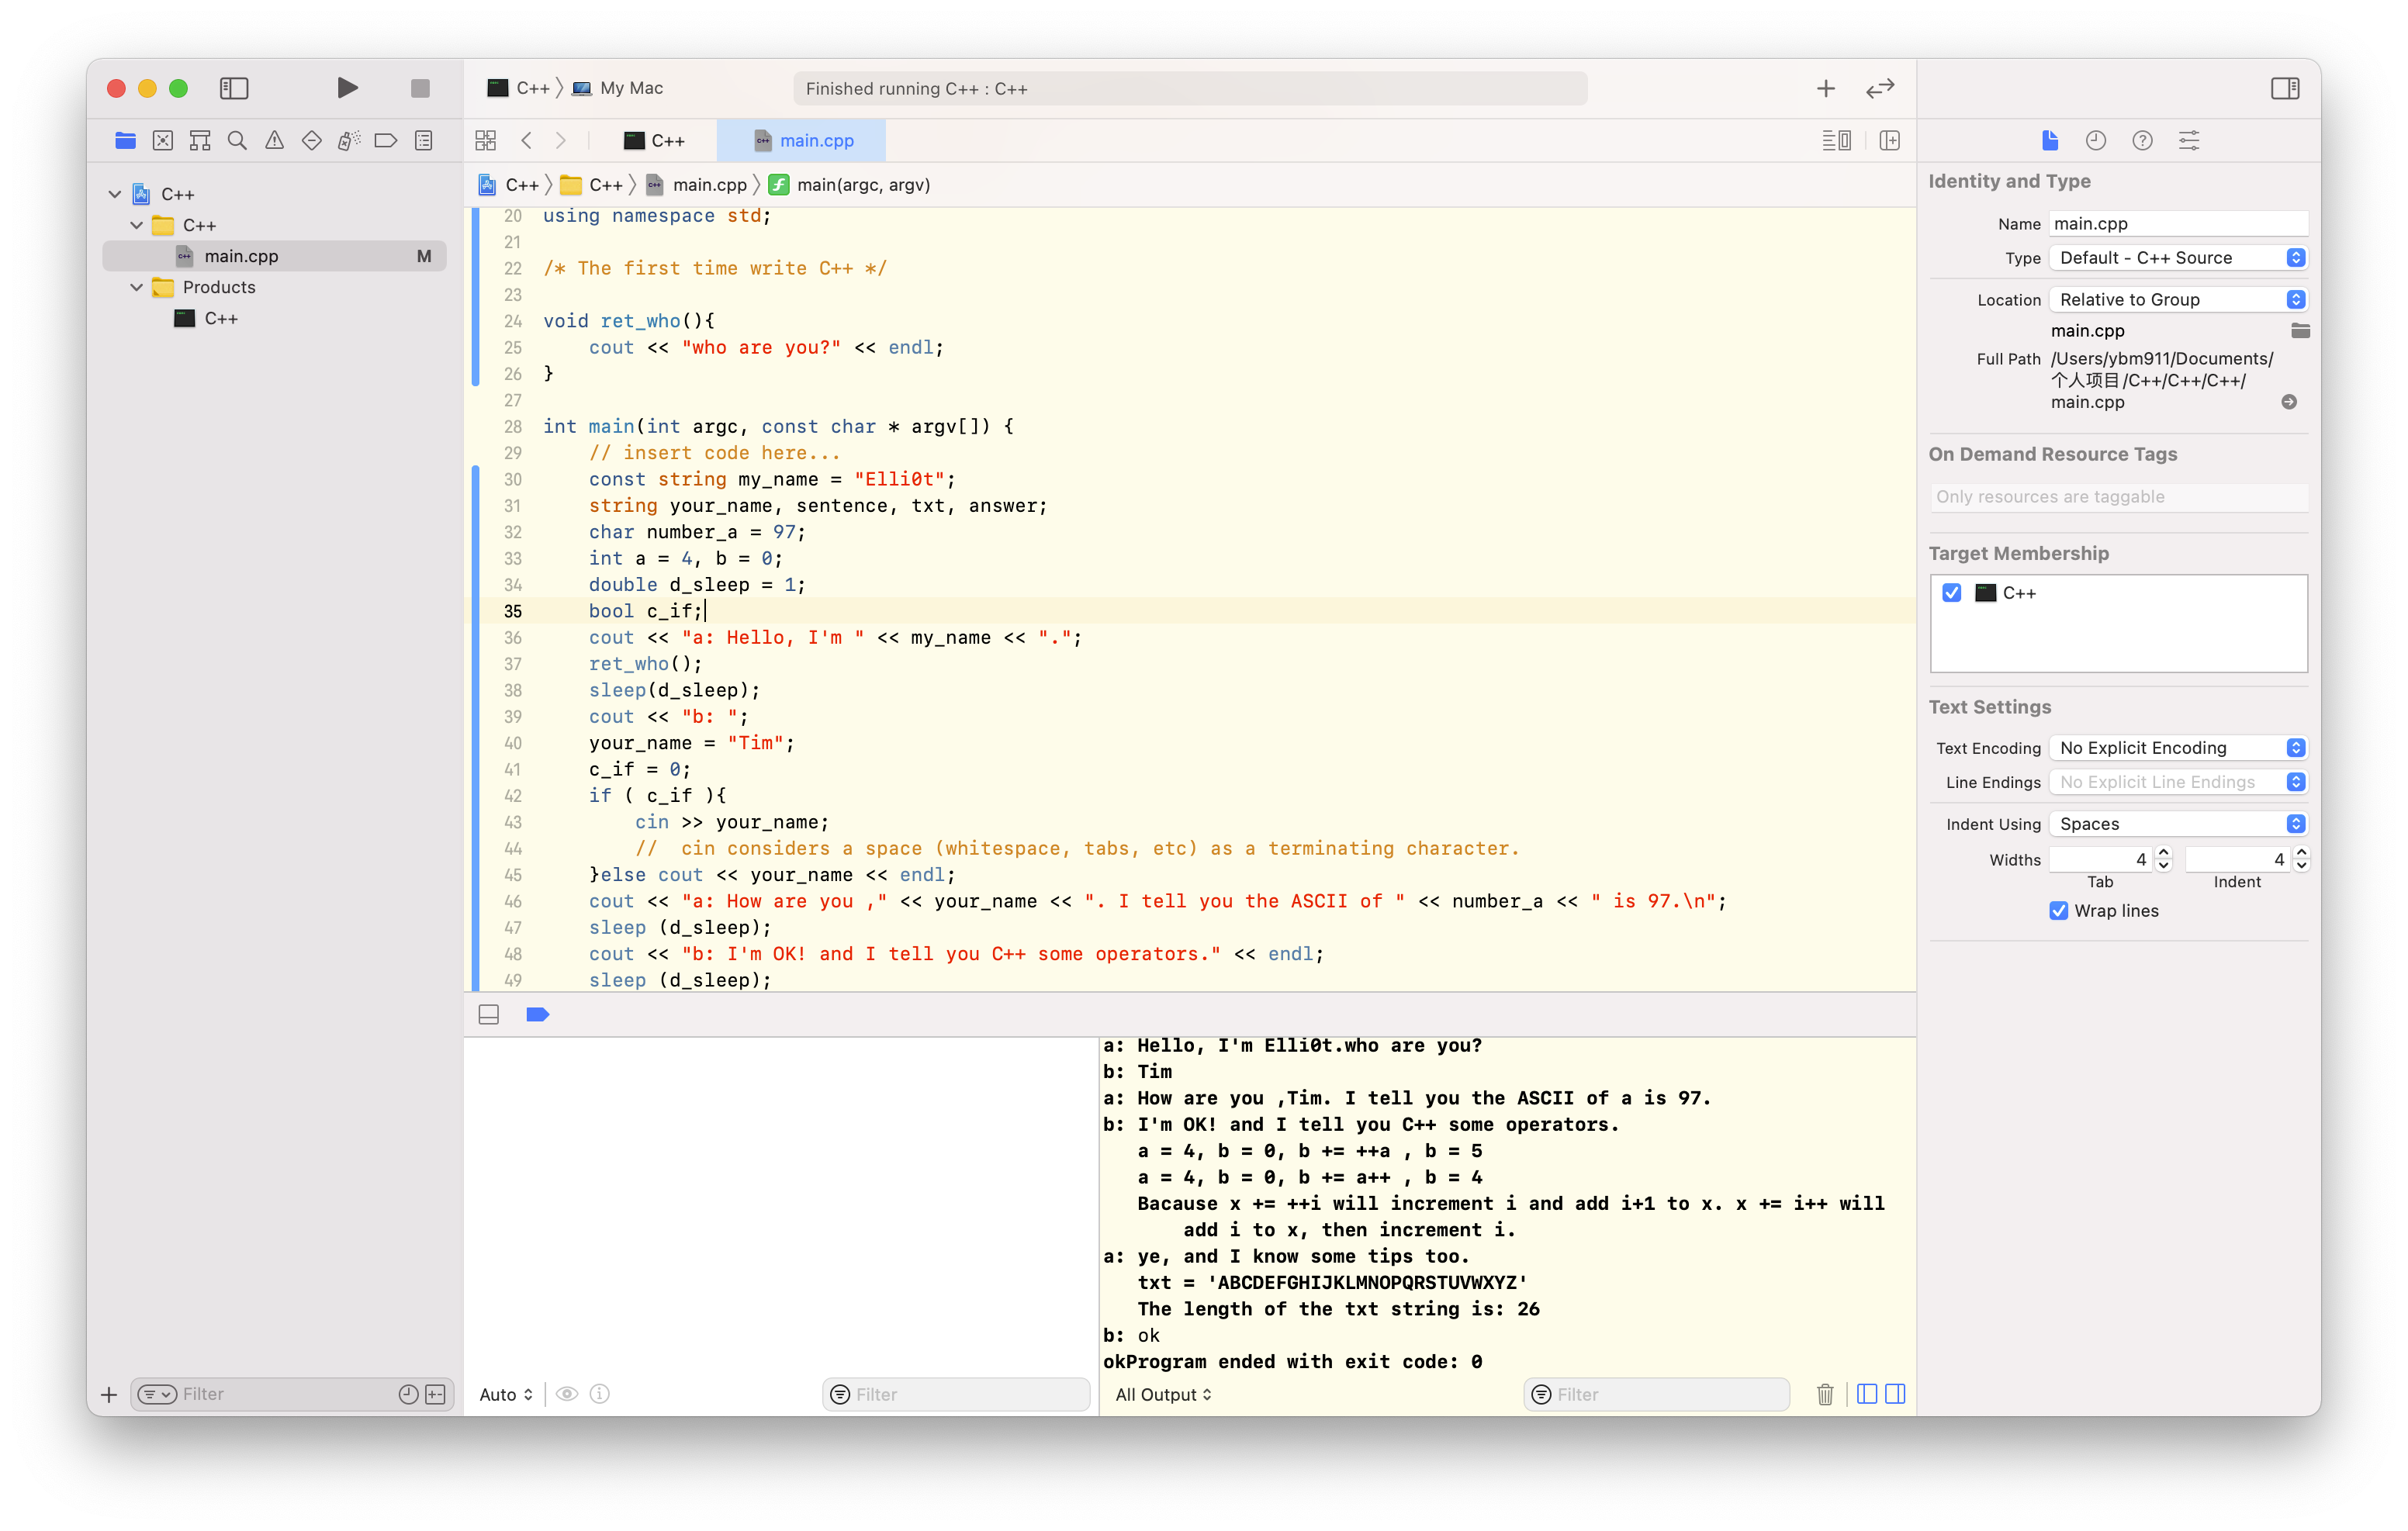 C++ 〉 My Mac
Finished running C++ : C++
C++
main.cpp
C++ 〉 C++ 〉 main.cpp 〉 main(argc, argv)
C++
C++
main.cpp M
Products
C++
Filter
20 using namespace std;
21
22 /* The first time write C++ */
23
24 void ret_who(){
25     cout << "who are you?" << endl;
26 }
27
28 int main(int argc, const char * argv[]) {
29     // insert code here...
30     const string my_name = "Elli0t";
31     string your_name, sentence, txt, answer;
32     char number_a = 97;
33     int a = 4, b = 0;
34     double d_sleep = 1;
35     bool c_if;
36     cout << "a: Hello, I'm " << my_name << ".";
37     ret_who();
38     sleep(d_sleep);
39     cout << "b: ";
40     your_name = "Tim";
41     c_if = 0;
42     if ( c_if ){
43         cin >> your_name;
44         //  cin considers a space (whitespace, tabs, etc) as a terminating character.
45     }else cout << your_name << endl;
46     cout << "a: How are you ," << your_name << ". I tell you the ASCII of " << number_a << " is 97.\n";
47     sleep (d_sleep);
48     cout << "b: I'm OK! and I tell you C++ some operators." << endl;
49     sleep (d_sleep);
Auto
Filter
a: Hello, I'm Elli0t.who are you?
b: Tim
a: How are you ,Tim. I tell you the ASCII of a is 97.
b: I'm OK! and I tell you C++ some operators.
   a = 4, b = 0, b += ++a , b = 5
   a = 4, b = 0, b += a++ , b = 4
   Bacause x += ++i will increment i and add i+1 to x. x += i++ will
       add i to x, then increment i.
a: ye, and I know some tips too.
   txt = 'ABCDEFGHIJKLMNOPQRSTUVWXYZ'
   The length of the txt string is: 26
b: ok
okProgram ended with exit code: 0
All Output
Filter
Identity and Type
Name main.cpp
Type Default - C++ Source
Location Relative to Group
main.cpp
Full Path /Users/ybm911/Documents/
个人项目/C++/C++/C++/
main.cpp
On Demand Resource Tags
Only resources are taggable
Target Membership
C++
Text Settings
Text Encoding No Explicit Encoding
Line Endings No Explicit Line Endings
Indent Using Spaces
Widths 4 4
Tab Indent
Wrap lines